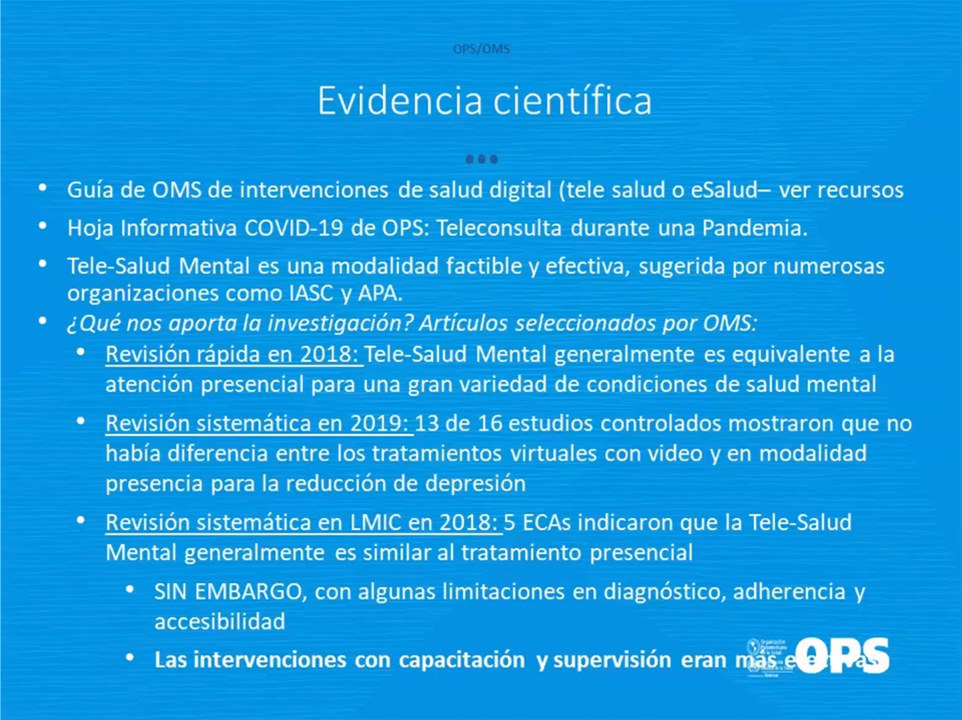 OPS/OMS
Evidencia científica
• Guía de OMS de intervenciones de salud digital (tele salud o eSalud– ver recursos
• Hoja Informativa COVID-19 de OPS: Teleconsulta durante una Pandemia.
• Tele-Salud Mental es una modalidad factible y efectiva, sugerida por numerosas
organizaciones como IASC y APA.
• ¿Qué nos aporta la investigación? Artículos seleccionados por OMS:
• Revisión rápida en 2018: Tele-Salud Mental generalmente es equivalente a la
atención presencial para una gran variedad de condiciones de salud mental
• Revisión sistemática en 2019: 13 de 16 estudios controlados mostraron que no
había diferencia entre los tratamientos virtuales con video y en modalidad
presencia para la reducción de depresión
• Revisión sistemática en LMIC en 2018: 5 ECAs indicaron que la Tele-Salud
Mental generalmente es similar al tratamiento presencial
• SIN EMBARGO, con algunas limitaciones en diagnóstico, adherencia y
accesibilidad
• Las intervenciones con capacitación y supervisión eran más
OPS